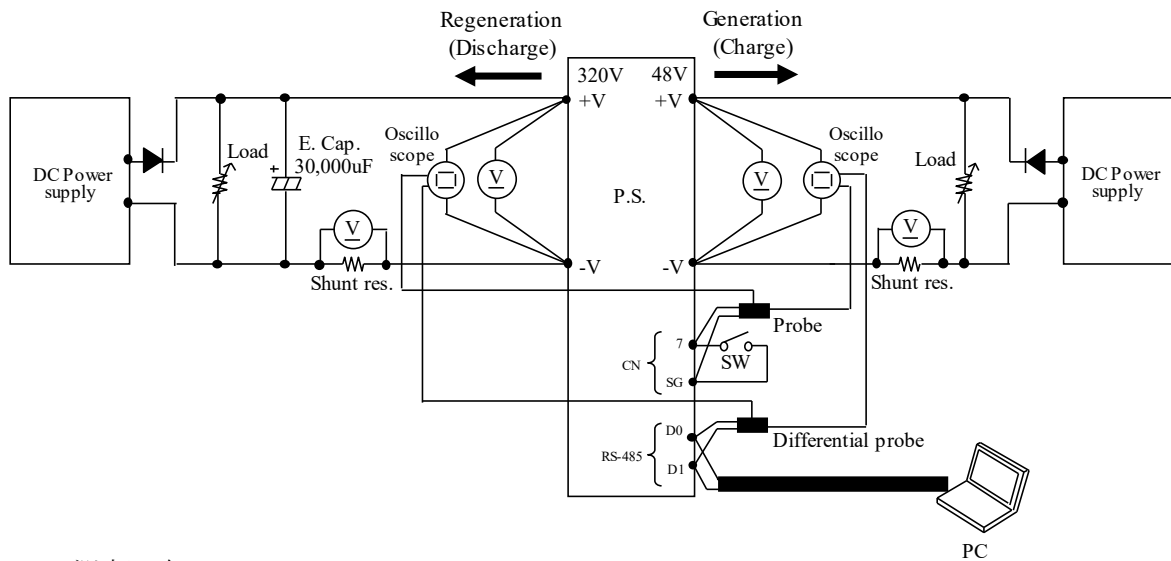 Regeneration
(Discharge)
Generation
(Charge)
320V
48V
+V
+V
DC Power
supply
Load
E. Cap.
30,000uF
+
Oscillo
scope
V
P.S.
V
Oscillo
scope
Load
DC Power
supply
V
Shunt res.
-V
-V
V
Shunt res.
Probe
CN
7
SW
SG
RS-485
D0
D1
Differential probe
PC